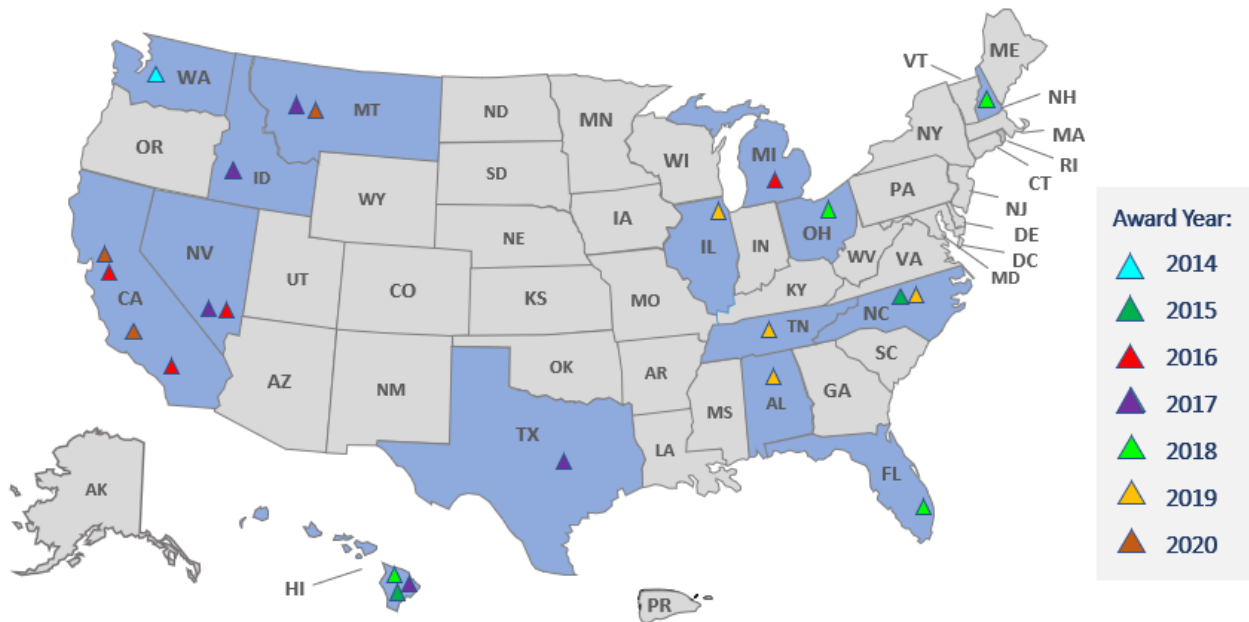 ME
VT
WA
NH
MT
ND
MN
NY
MA
OR
WI
MI
RI
ID
SD
CT
PA
WY
NJ
IA
OH
DE
NE
IL
IN
DC
NV
WV
VA
MD
UT
CO
KS
MO
KY
CA
NC
TN
SC
OK
AR
AZ
NM
GA
MS
AL
TX
LA
FL
AK
HI
PR
Award Year:
2014
2015
2016
2017
2018
2019
2020